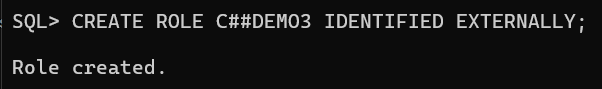 SQL> CREATE ROLE C##DEMO3 IDENTIFIED EXTERNALLY;
Role created.